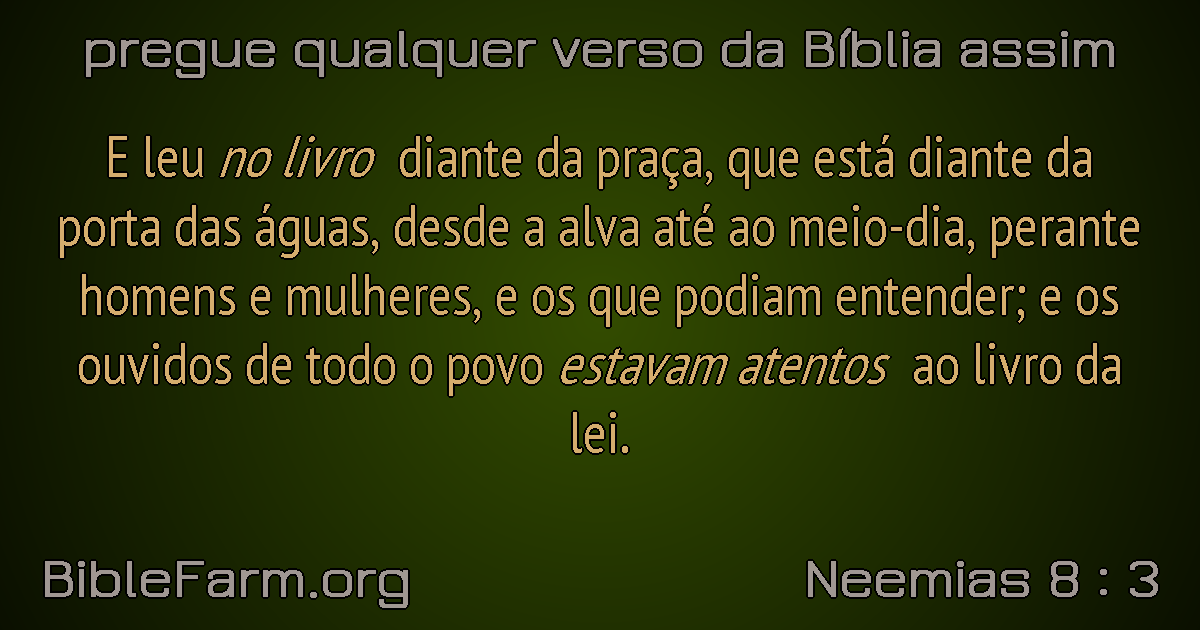 pregue qualquer verso da Bíblia assim
E leu no livro diante da praça, que está diante da
porta das águas, desde a alva até ao meio-dia, perante
homens e mulheres, e os que podiam entender; e os
ouvidos de todo o povo estavam atentos ao livro da
lei.
BibleFarm.org
Neemias 8 : 3